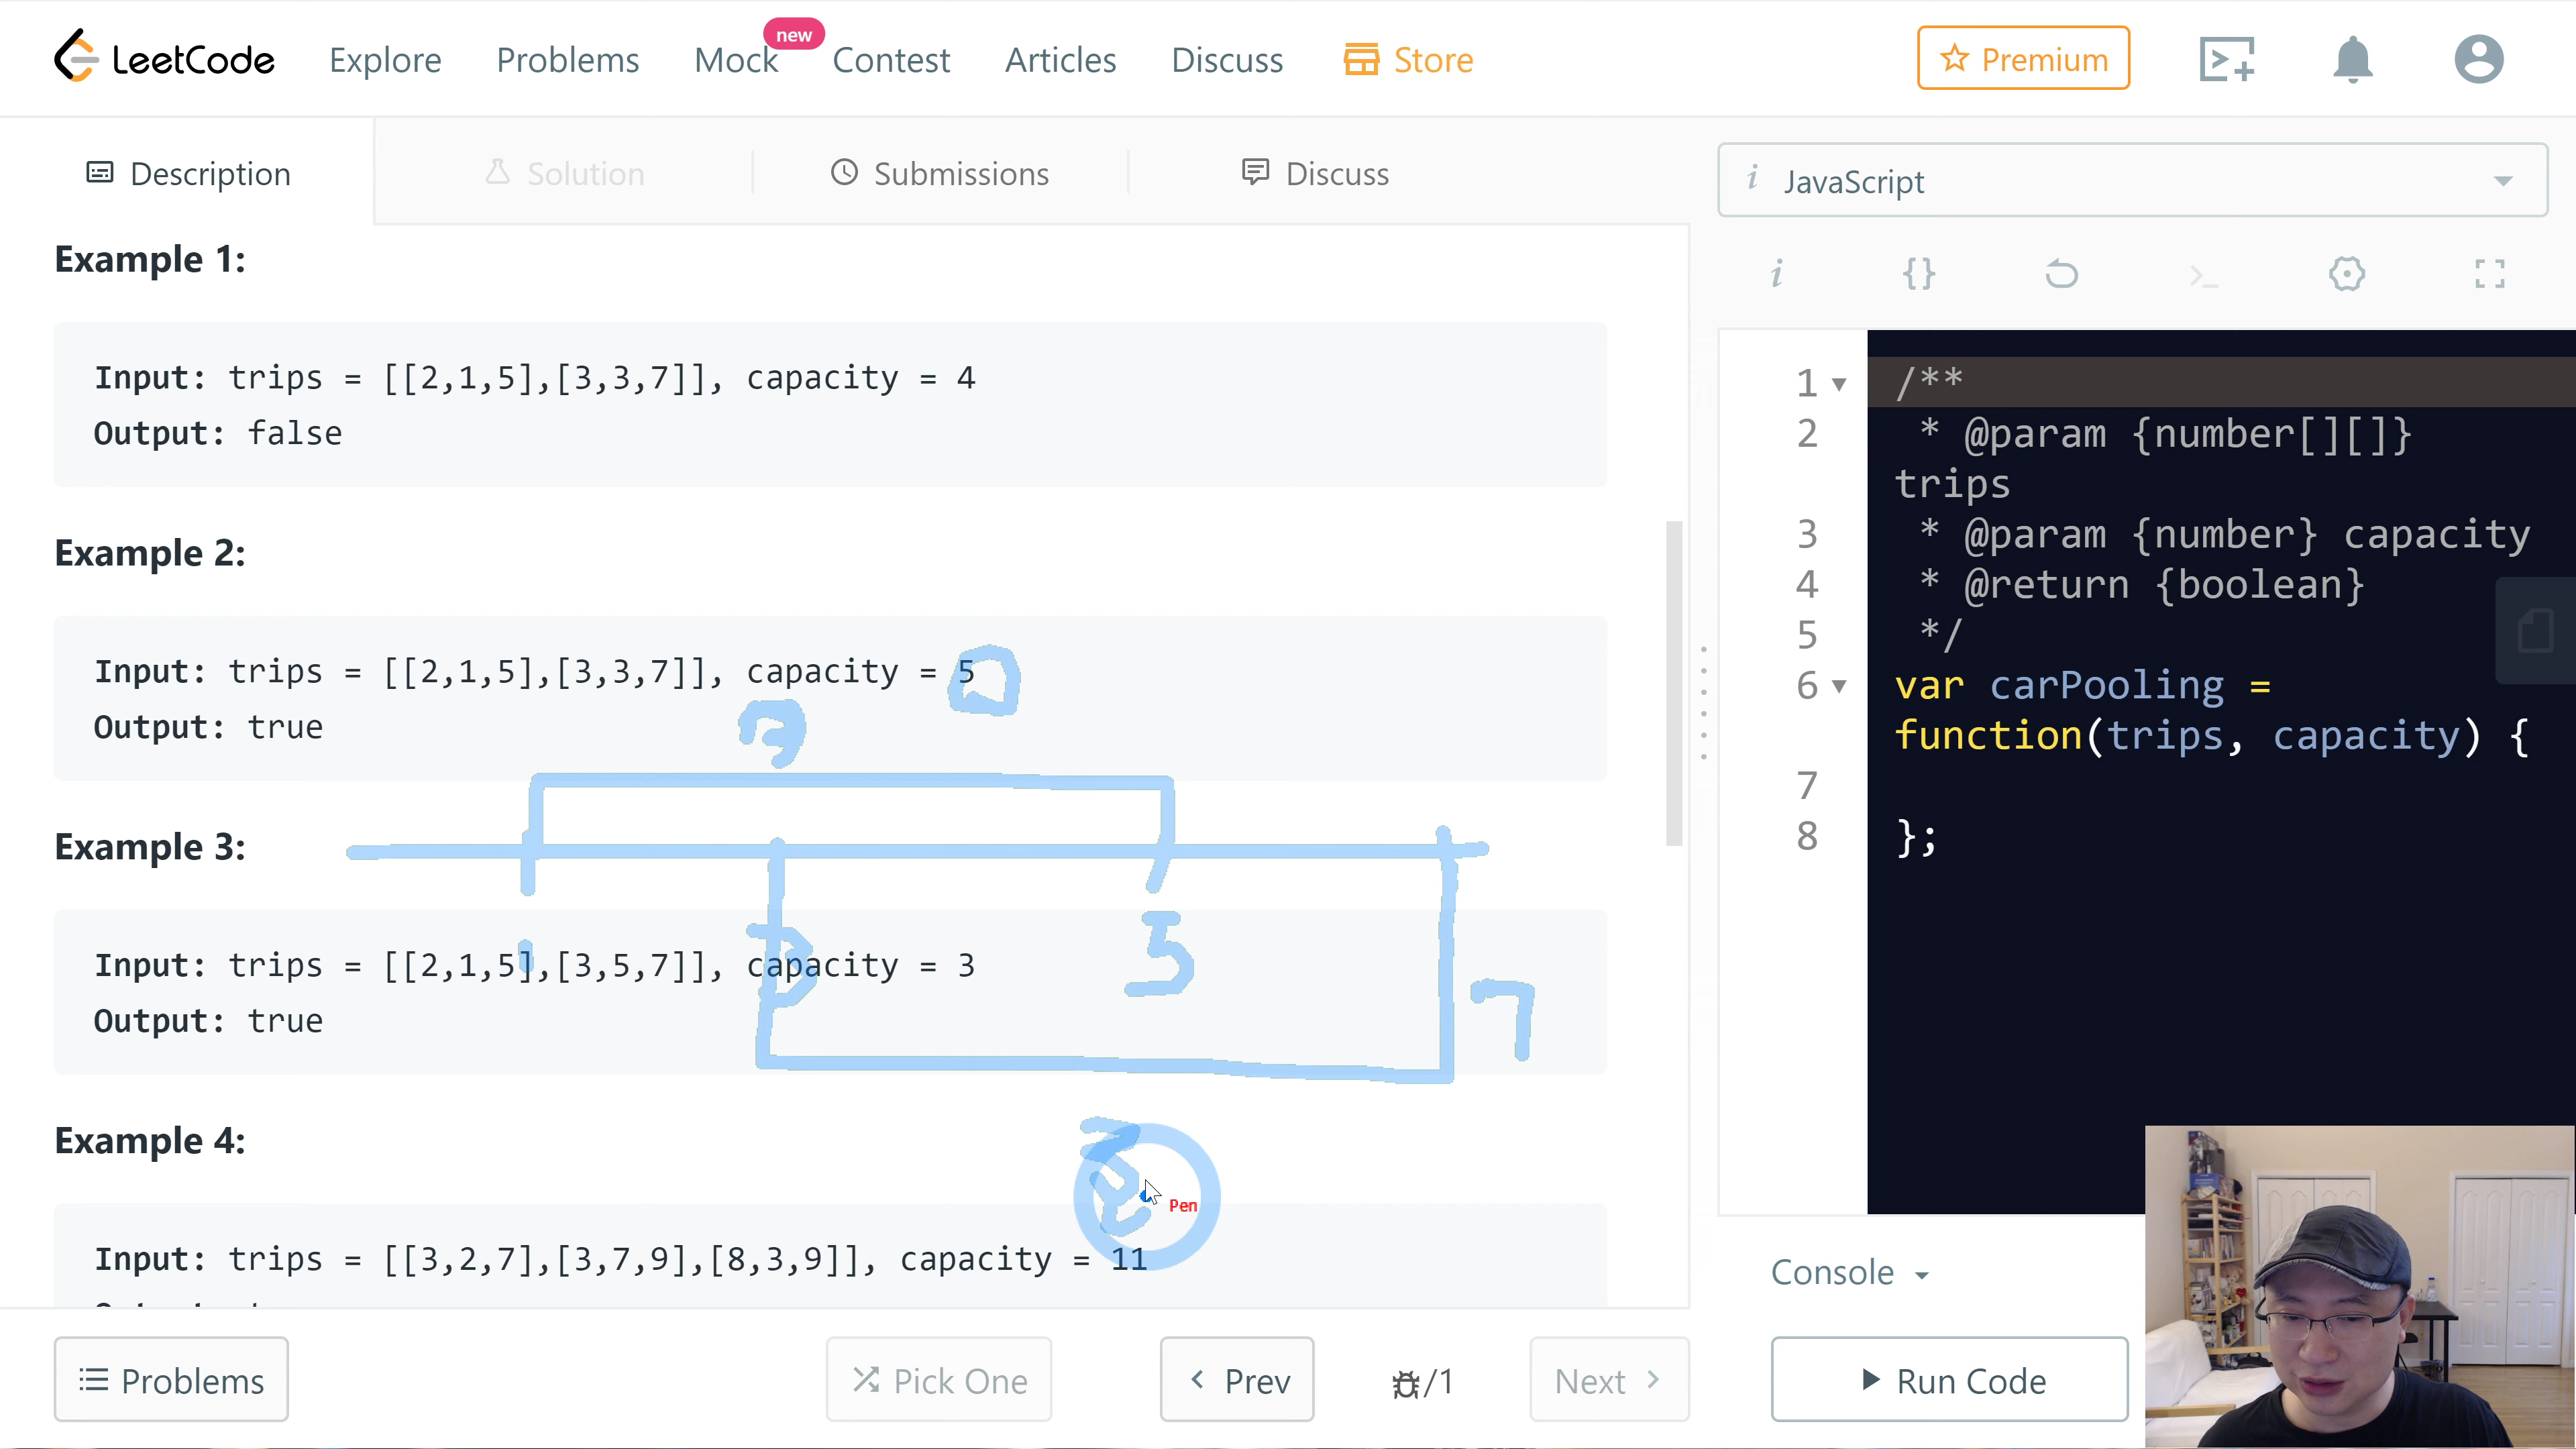 LeetCode Explore Problems Mock new Contest Articles Discuss Store Premium
Description Solution Submissions Discuss
JavaScript
Example 1:
Input: trips = [[2,1,5],[3,3,7]], capacity = 4
Output: false
Example 2:
Input: trips = [[2,1,5],[3,3,7]], capacity = 5
Output: true
Example 3:
Input: trips = [[2,1,5],[3,5,7]], capacity = 3
Output: true
5
7
Example 4:
Pen
Input: trips = [[3,2,7],[3,7,9],[8,3,9]], capacity = 11
1 /**
2 * @param {number[][]}
trips
3 * @param {number} capacity
4 * @return {boolean}
5 */
6 var carPooling =
function(trips, capacity) {
7
8 };
Console
Problems Pick One Prev /1 Next Run Code